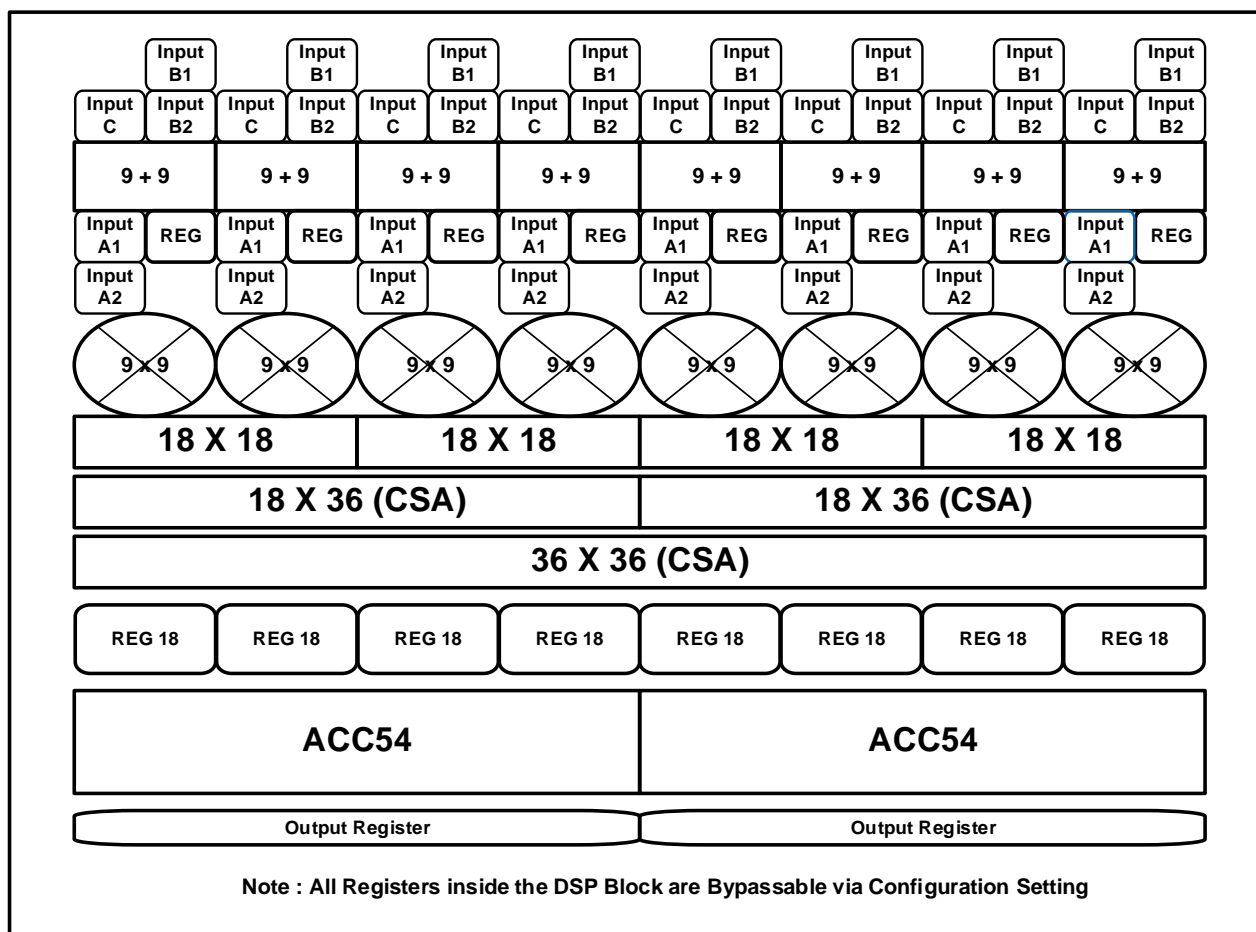 Input Input Input Input Input Input Input Input
B1 B1 B1 B1 B1 B1 B1 B1
Input Input Input Input Input Input Input Input Input Input Input Input Input Input Input Input
C B2 C B2 C B2 C B2 C B2 C B2 C B2 C B2
9 + 9 9 + 9 9 + 9 9 + 9 9 + 9 9 + 9 9 + 9 9 + 9
Input REG Input REG Input REG Input REG Input REG Input REG Input REG Input REG
A1 A1 A1 A1 A1 A1 A1 A1
Input Input Input Input Input Input Input Input
A2 A2 A2 A2 A2 A2 A2 A2
9 x 9 9 x 9 9 x 9 9 x 9 9 x 9 9 x 9 9 x 9 9 x 9
18 X 18 18 X 18 18 X 18 18 X 18
18 X 36 (CSA) 18 X 36 (CSA)
36 X 36 (CSA)
REG 18 REG 18 REG 18 REG 18 REG 18 REG 18 REG 18 REG 18
ACC54 ACC54
Output Register Output Register
Note : All Registers inside the DSP Block are Bypassable via Configuration Setting